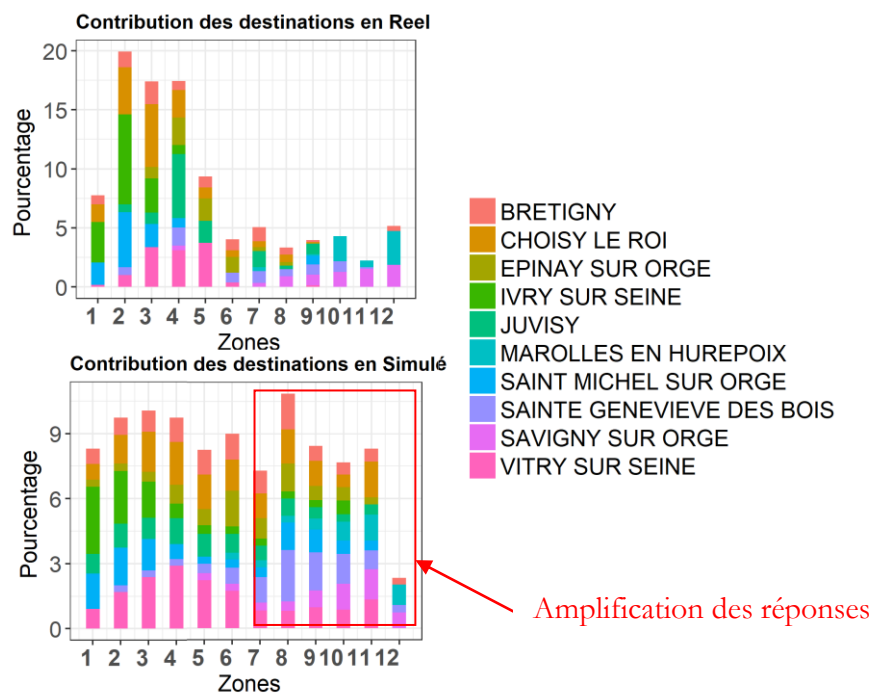 Contribution des destinations en Reel
20
15
10
5
0
Pourcentage
1 2 3 4 5 6 7 8 9 10 11 12
Zones
Contribution des destinations en Simulé
9
6
3
0
Pourcentage
1 2 3 4 5 6 7 8 9 10 11 12
Zones
BRETIGNY
CHOISY LE ROI
EPINAY SUR ORGE
IVRY SUR SEINE
JUVISY
MAROLLES EN HUREPOIX
SAINT MICHEL SUR ORGE
SAINTE GENEVIEVE DES BOIS
SAVIGNY SUR ORGE
VITRY SUR SEINE
Amplification des réponses